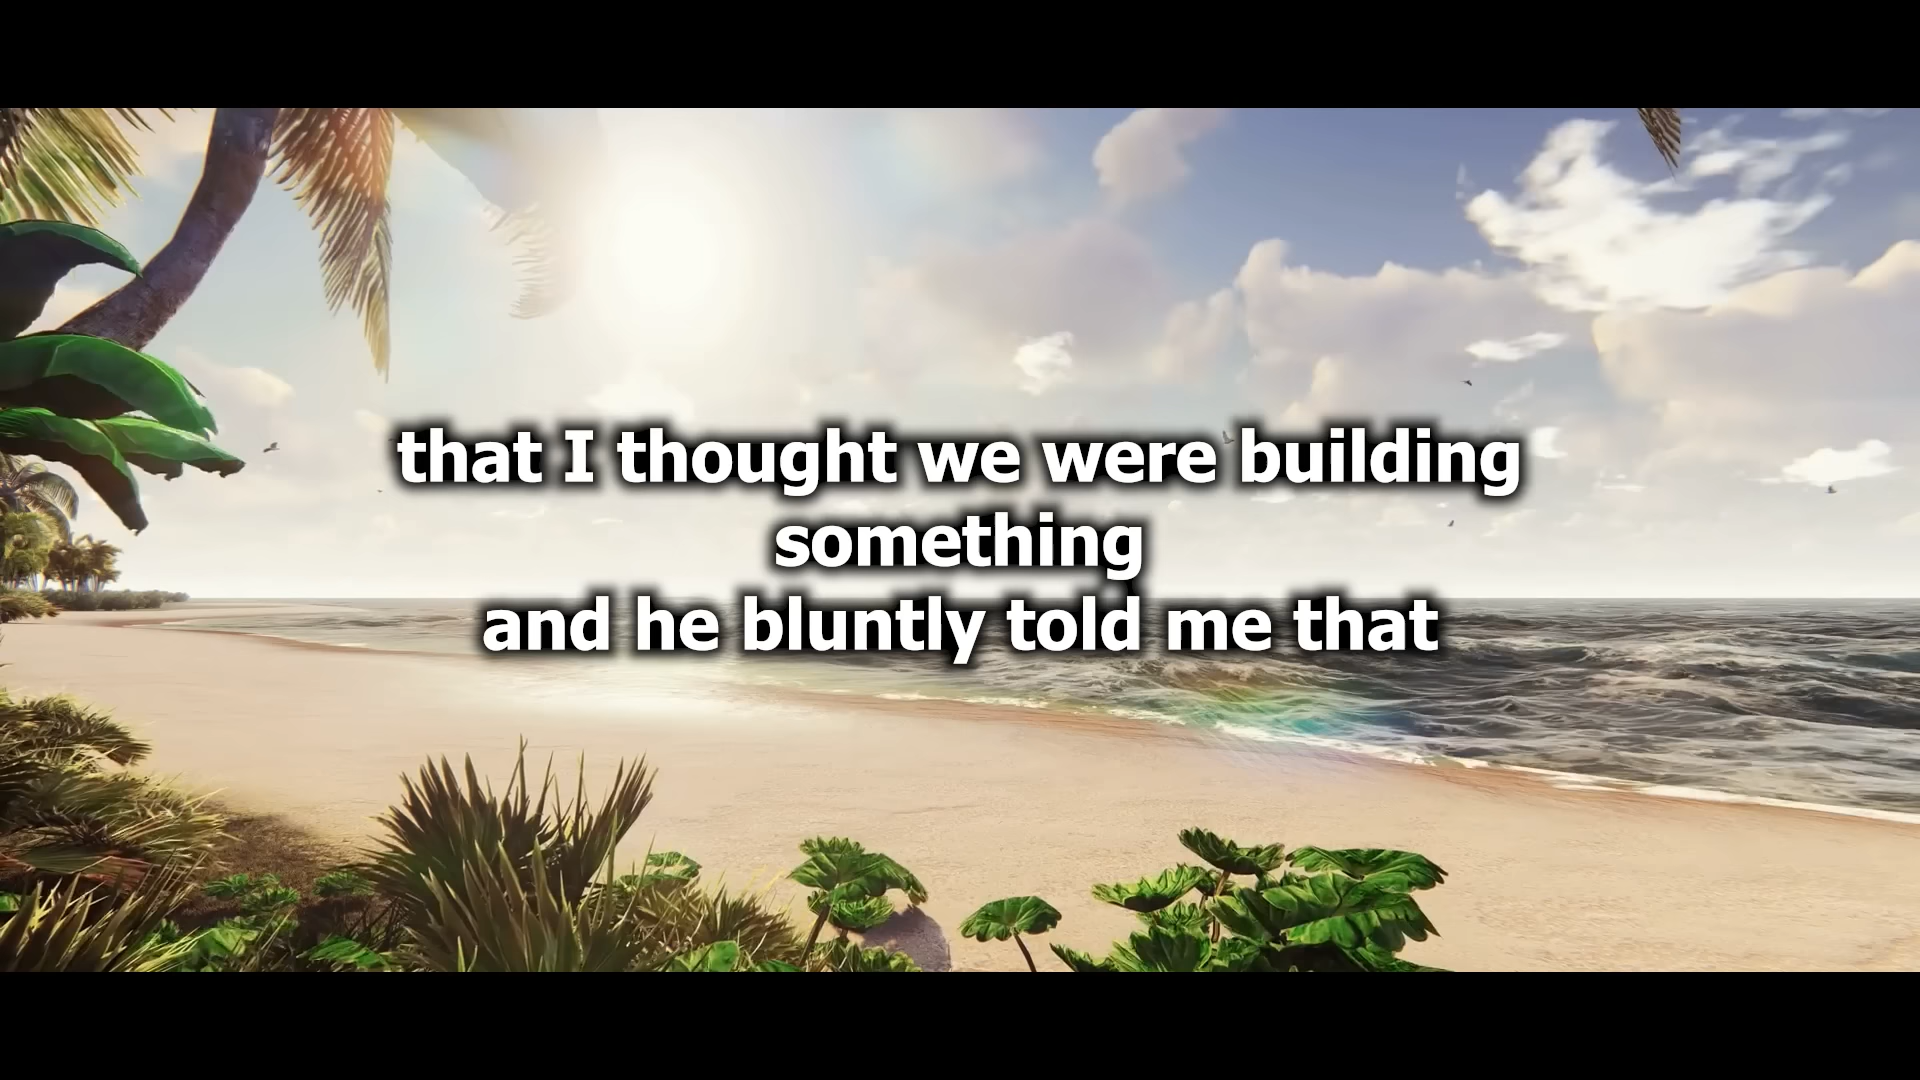 that I thought we were building
something
and he bluntly told me that